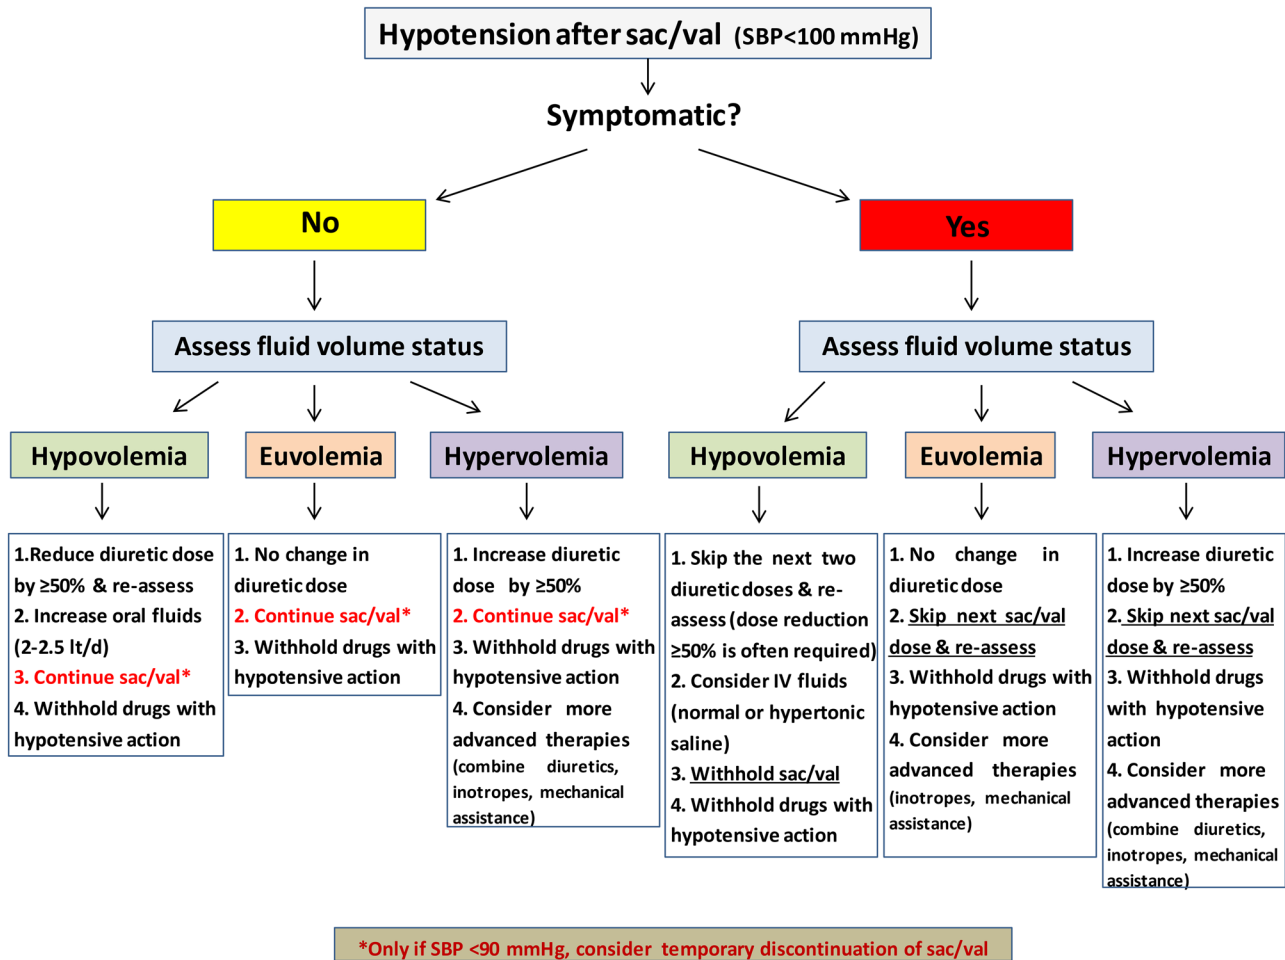 Hypotension after sac/val (SBP<100 mmHg)
Symptomatic?
No
Yes
Assess fluid volume status
Assess fluid volume status
Hypovolemia
Euvolemia
Hypervolemia
Hypovolemia
Euvolemia
Hypervolemia
1.Reduce diuretic dose
by ≥50% & re-assess
2. Increase oral fluids
(2-2.5 lt/d)
3. Continue sac/val*
4. Withhold drugs with
hypotensive action
1. No change in
diuretic dose
2. Continue sac/val*
3. Withhold drugs with
hypotensive action
1. Increase diuretic
dose by ≥50%
2. Continue sac/val*
3. Withhold drugs with
hypotensive action
4. Consider more
advanced therapies
(combine diuretics,
inotropes, mechanical
assistance)
1. Skip the next two
diuretic doses & re-
assess (dose reduction
≥50% is often required)
2. Consider IV fluids
(normal or hypertonic
saline)
3. Withhold sac/val
4. Withhold drugs with
hypotensive action
1. No change in
diuretic dose
2. Skip next sac/val
dose & re-assess
3. Withhold drugs with
hypotensive action
4. Consider more
advanced therapies
(inotropes, mechanical
assistance)
1. Increase diuretic
dose by ≥50%
2. Skip next sac/val
dose & re-assess
3. Withhold drugs
with hypotensive
action
4. Consider more
advanced therapies
(combine diuretics,
inotropes, mechanical
assistance)
*Only if SBP <90 mmHg, consider temporary discontinuation of sac/val